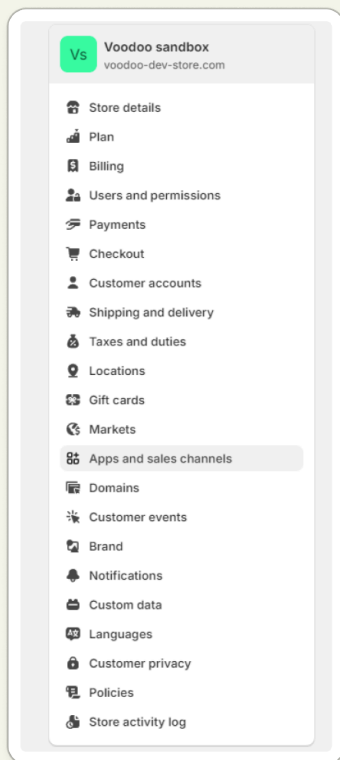 Vs
Voodoo sandbox
voodoo-dev-store.com
Store details
Plan
Billing
Users and permissions
Payments
Checkout
Customer accounts
Shipping and delivery
Taxes and duties
Locations
Gift cards
Markets
Apps and sales channels
Domains
Customer events
Brand
Notifications
Custom data
Languages
Customer privacy
Policies
Store activity log